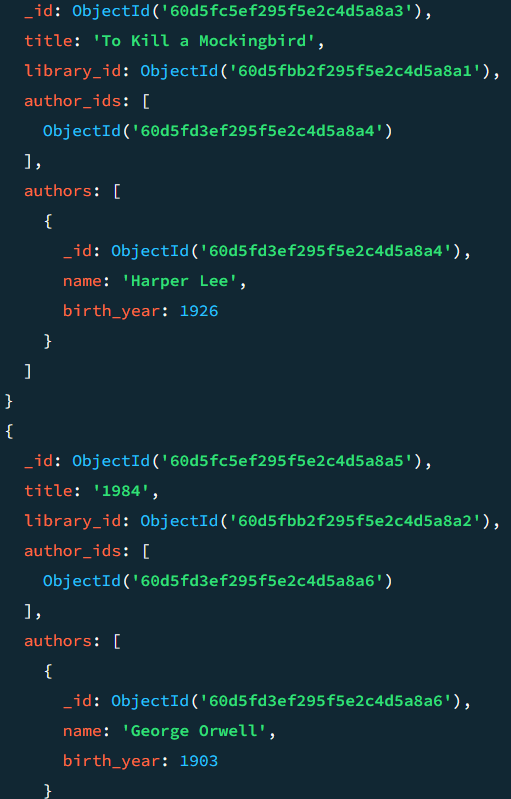 _id: ObjectId('60d5fc5ef295f5e2c4d5a8a3'),
title: 'To Kill a Mockingbird',
library_id: ObjectId('60d5fbb2f295f5e2c4d5a8a1'),
author_ids: [
ObjectId('60d5fd3ef295f5e2c4d5a8a4')
],
authors: [
{
_id: ObjectId('60d5fd3ef295f5e2c4d5a8a4'),
name: 'Harper Lee',
birth_year: 1926
}
]
}
{
_id: ObjectId('60d5fc5ef295f5e2c4d5a8a5'),
title: '1984',
library_id: ObjectId('60d5fbb2f295f5e2c4d5a8a2'),
author_ids: [
ObjectId('60d5fd3ef295f5e2c4d5a8a6')
],
authors: [
{
_id: ObjectId('60d5fd3ef295f5e2c4d5a8a6'),
name: 'George Orwell',
birth_year: 1903
}